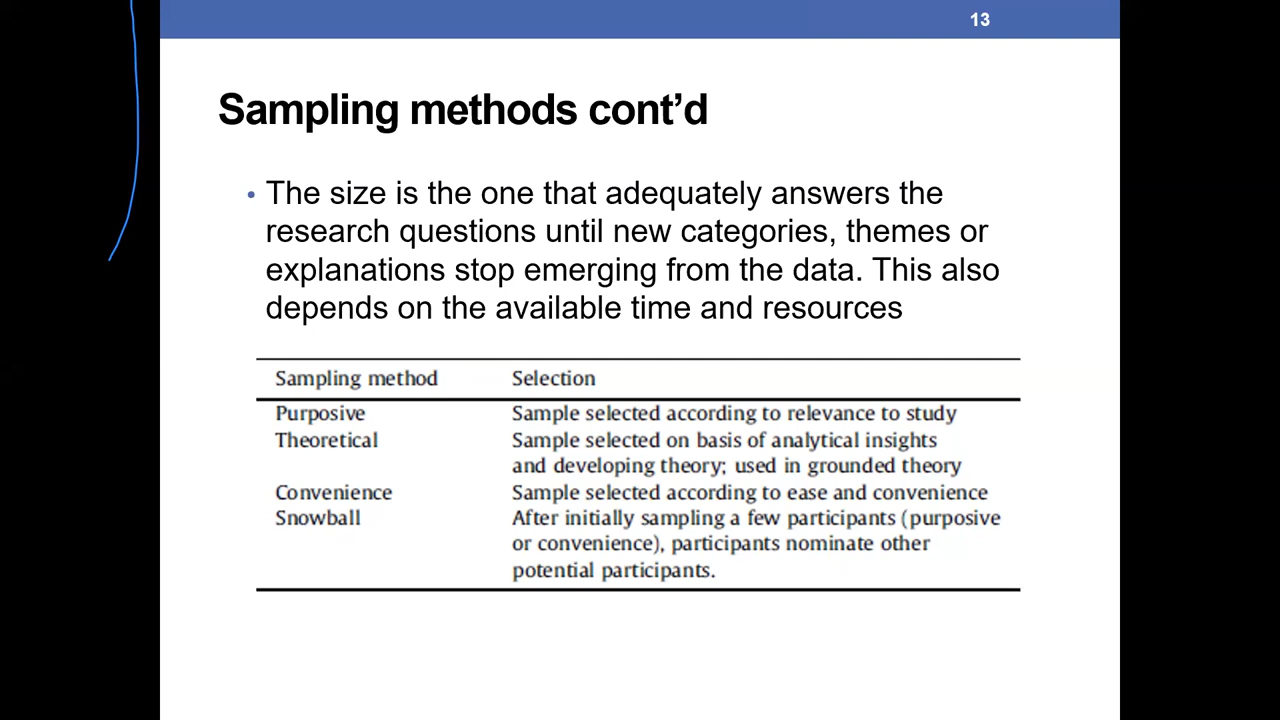 13
Sampling methods cont’d
• The size is the one that adequately answers the
research questions until new categories, themes or
explanations stop emerging from the data. This also
depends on the available time and resources
Sampling method Selection
Purposive Sample selected according to relevance to study
Theoretical Sample selected on basis of analytical insights
and developing theory; used in grounded theory
Convenience Sample selected according to ease and convenience
Snowball After initially sampling a few participants (purposive
or convenience), participants nominate other
potential participants.